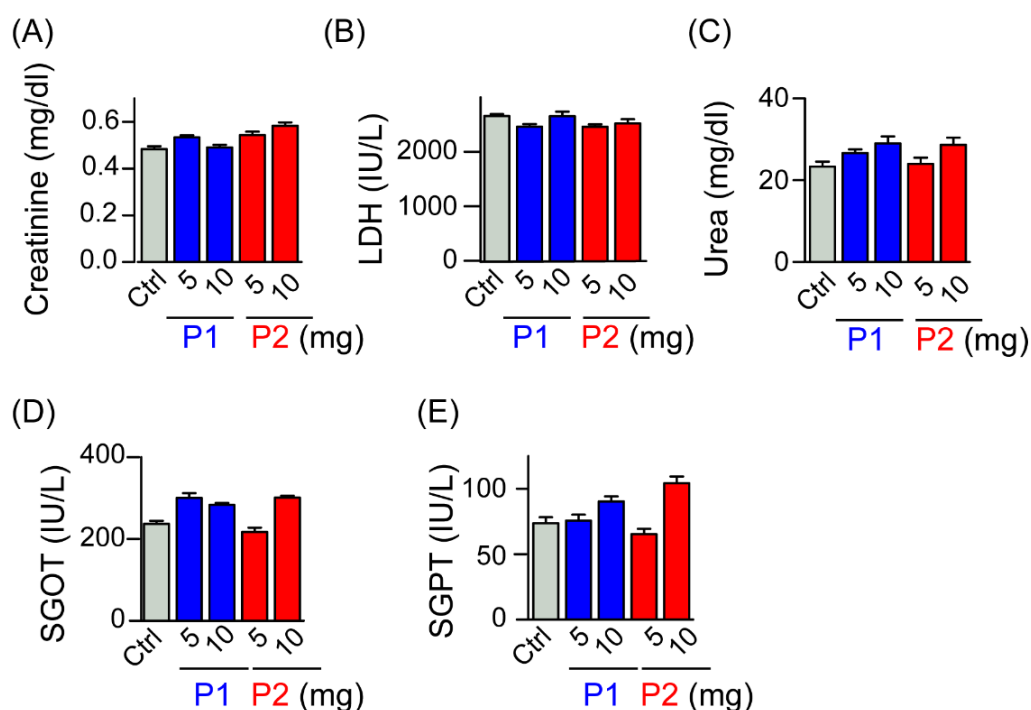 (A)
Creatinine (mg/dl)
0.6
0.4
0.2
0.0
Ctrl 5 10 5 10
P1 P2 (mg)
(B)
LDH (IU/L)
2000
1000
0
Ctrl 5 10 5 10
P1 P2 (mg)
(C)
Urea (mg/dl)
40
20
0
Ctrl 5 10 5 10
P1 P2 (mg)
(D)
SGOT (IU/L)
400
200
0
Ctrl 5 10 5 10
P1 P2 (mg)
(E)
SGPT (IU/L)
100
50
0
Ctrl 5 10 5 10
P1 P2 (mg)